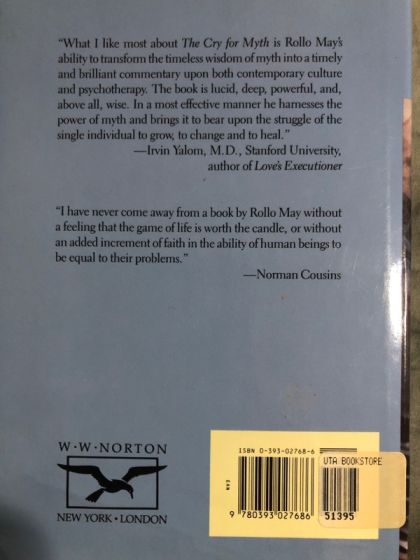 “What I like most about The Cry for Myth is Rollo May’s
ability to transform the timeless wisdom of myth into a timely
and brilliant commentary upon both contemporary culture
and psychotherapy. The book is lucid, deep, powerful, and,
above all, wise. In a most effective manner he harnesses the
power of myth and brings it to bear upon the struggle of the
single individual to grow, to change and to heal.”
—Irvin Yalom, M.D., Stanford University,
author of Love’s Executioner
“I have never come away from a book by Rollo May without
a feeling that the game of life is worth the candle, or without
an added increment of faith in the ability of human beings to
be equal to their problems.”
—Norman Cousins
W·W·NORTON
NEW YORK • LONDON
ISBN 0-393-02768-6
UTA BOOKSTORE
EAN
9 780393 027686
51395